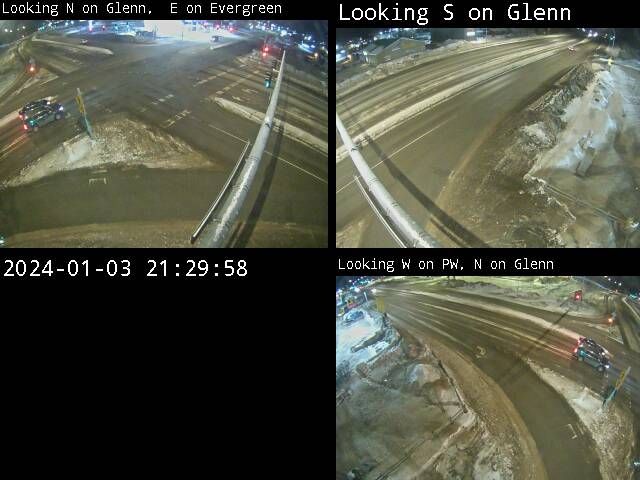 Looking N on Glenn,  E on Evergreen
Looking S on Glenn
2024-01-03 21:29:58
Looking W on PW, N on Glenn